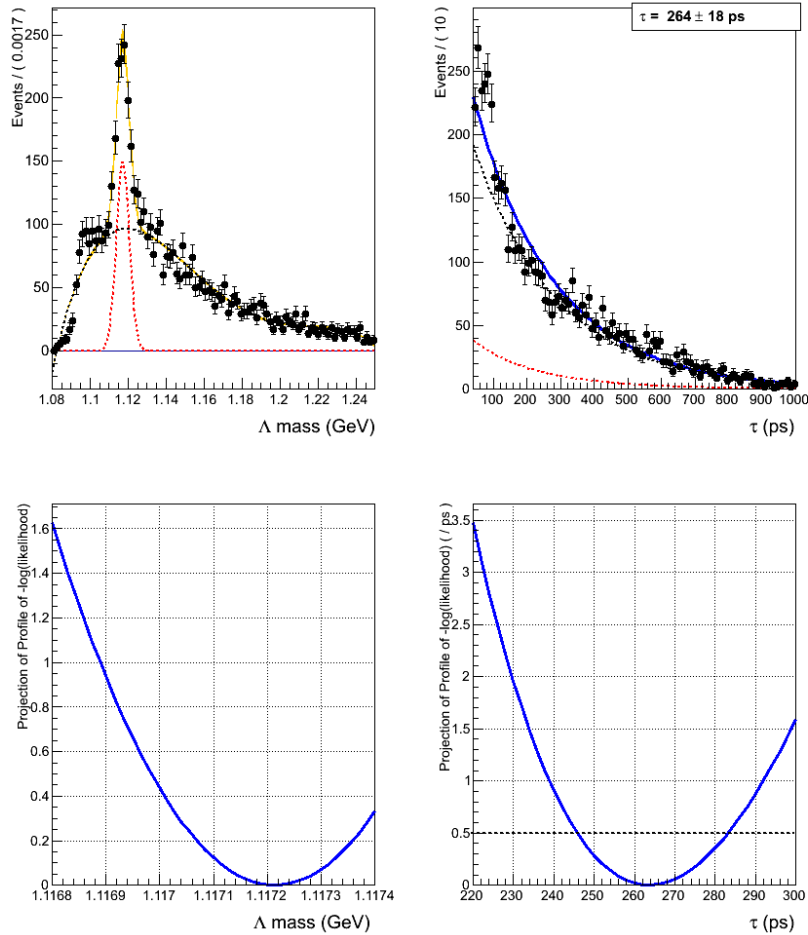 Events / ( 0.0017)
250
200
150
100
50
0
1.08 1.1 1.12 1.14 1.16 1.18 1.2 1.22 1.24
Λ mass (GeV)
τ = 264 ± 18 ps
Events / ( 10)
250
200
150
100
50
0
100 200 300 400 500 600 700 800 900 1000
τ (ps)
Projection of Profile of -log(likelihood)
1.6
1.4
1.2
1
0.8
0.6
0.4
0.2
0
1.1168 1.1169 1.117 1.1171 1.1172 1.1173 1.1174
Λ mass (GeV)
Projection of Profile of -log(likelihood) ( / ps )
3.5
3
2.5
2
1.5
1
0.5
0
220 230 240 250 260 270 280 290 300
τ (ps)